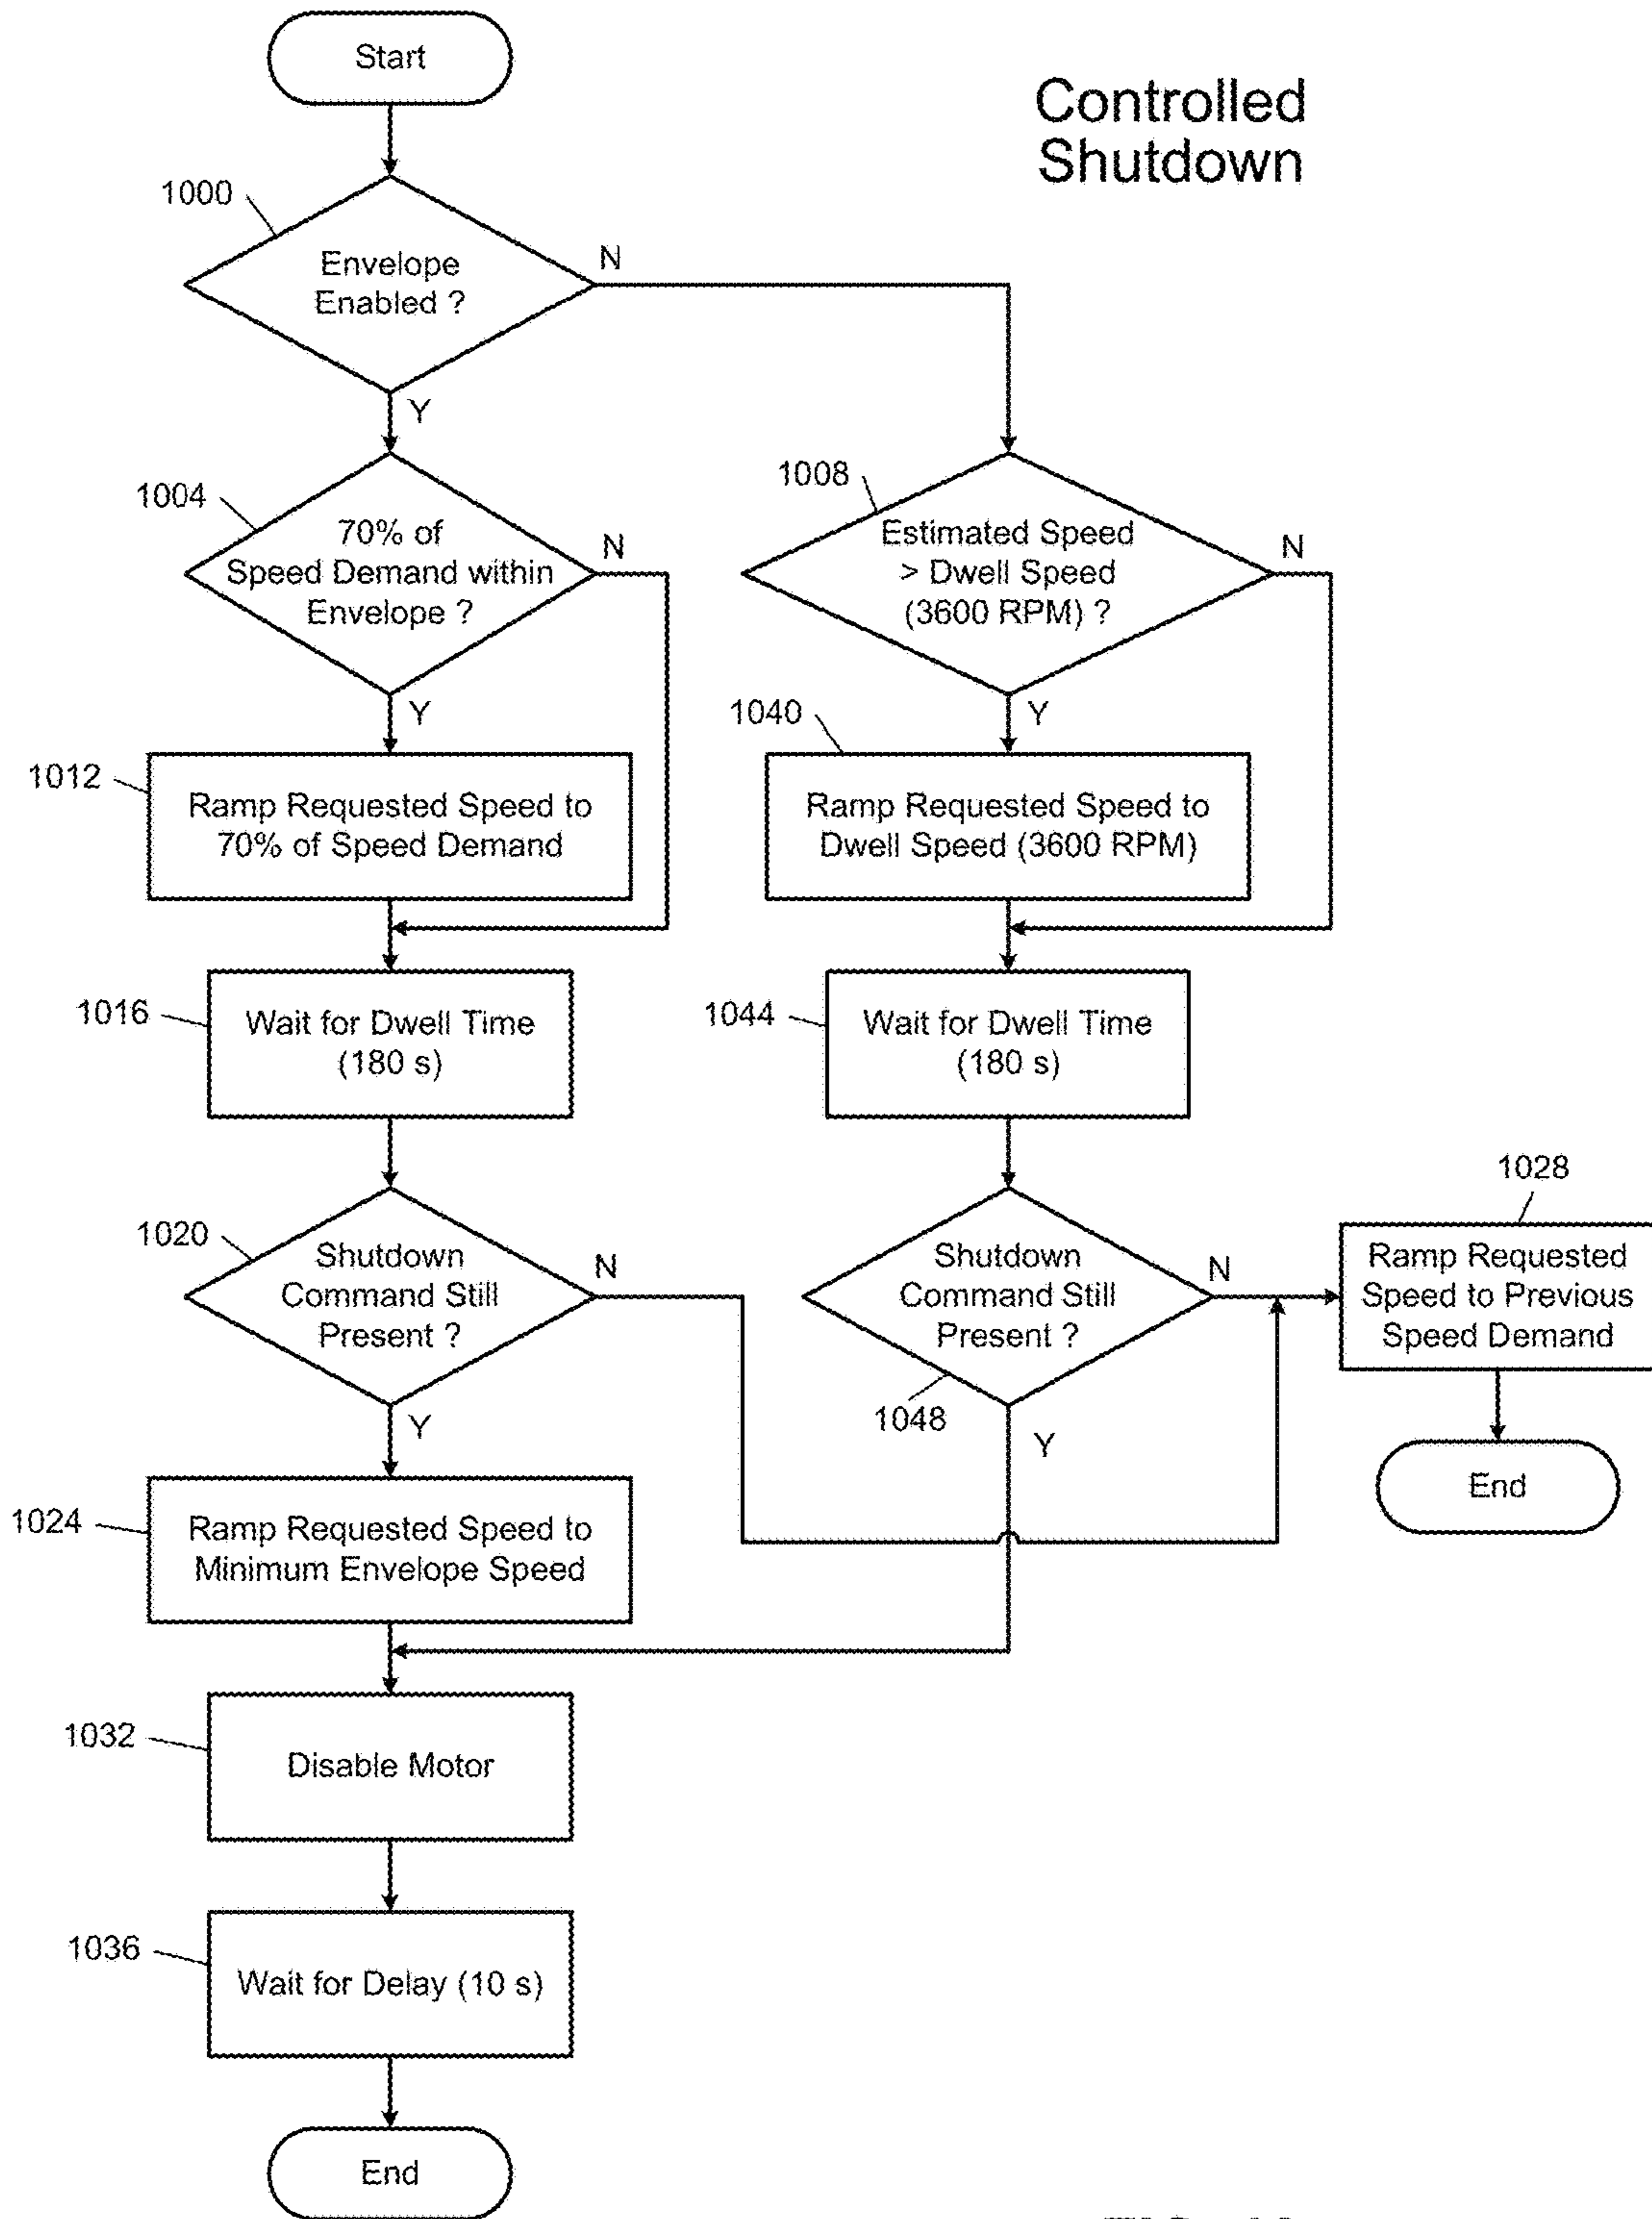 Start
Controlled
Shutdown
1000
Envelope
Enabled ?
N
Y
1004
70% of
Speed Demand within
Envelope ?
N
Y
1008
Estimated Speed
> Dwell Speed
(3600 RPM) ?
N
Y
1012
Ramp Requested Speed to
70% of Speed Demand
1040
Ramp Requested Speed to
Dwell Speed (3600 RPM)
1016
Wait for Dwell Time
(180 s)
1044
Wait for Dwell Time
(180 s)
1020
Shutdown
Command Still
Present ?
N
Y
Shutdown
Command Still
Present ?
N
1048
Y
1028
Ramp Requested
Speed to Previous
Speed Demand
End
1024
Ramp Requested Speed to
Minimum Envelope Speed
1032
Disable Motor
1036
Wait for Delay (10 s)
End